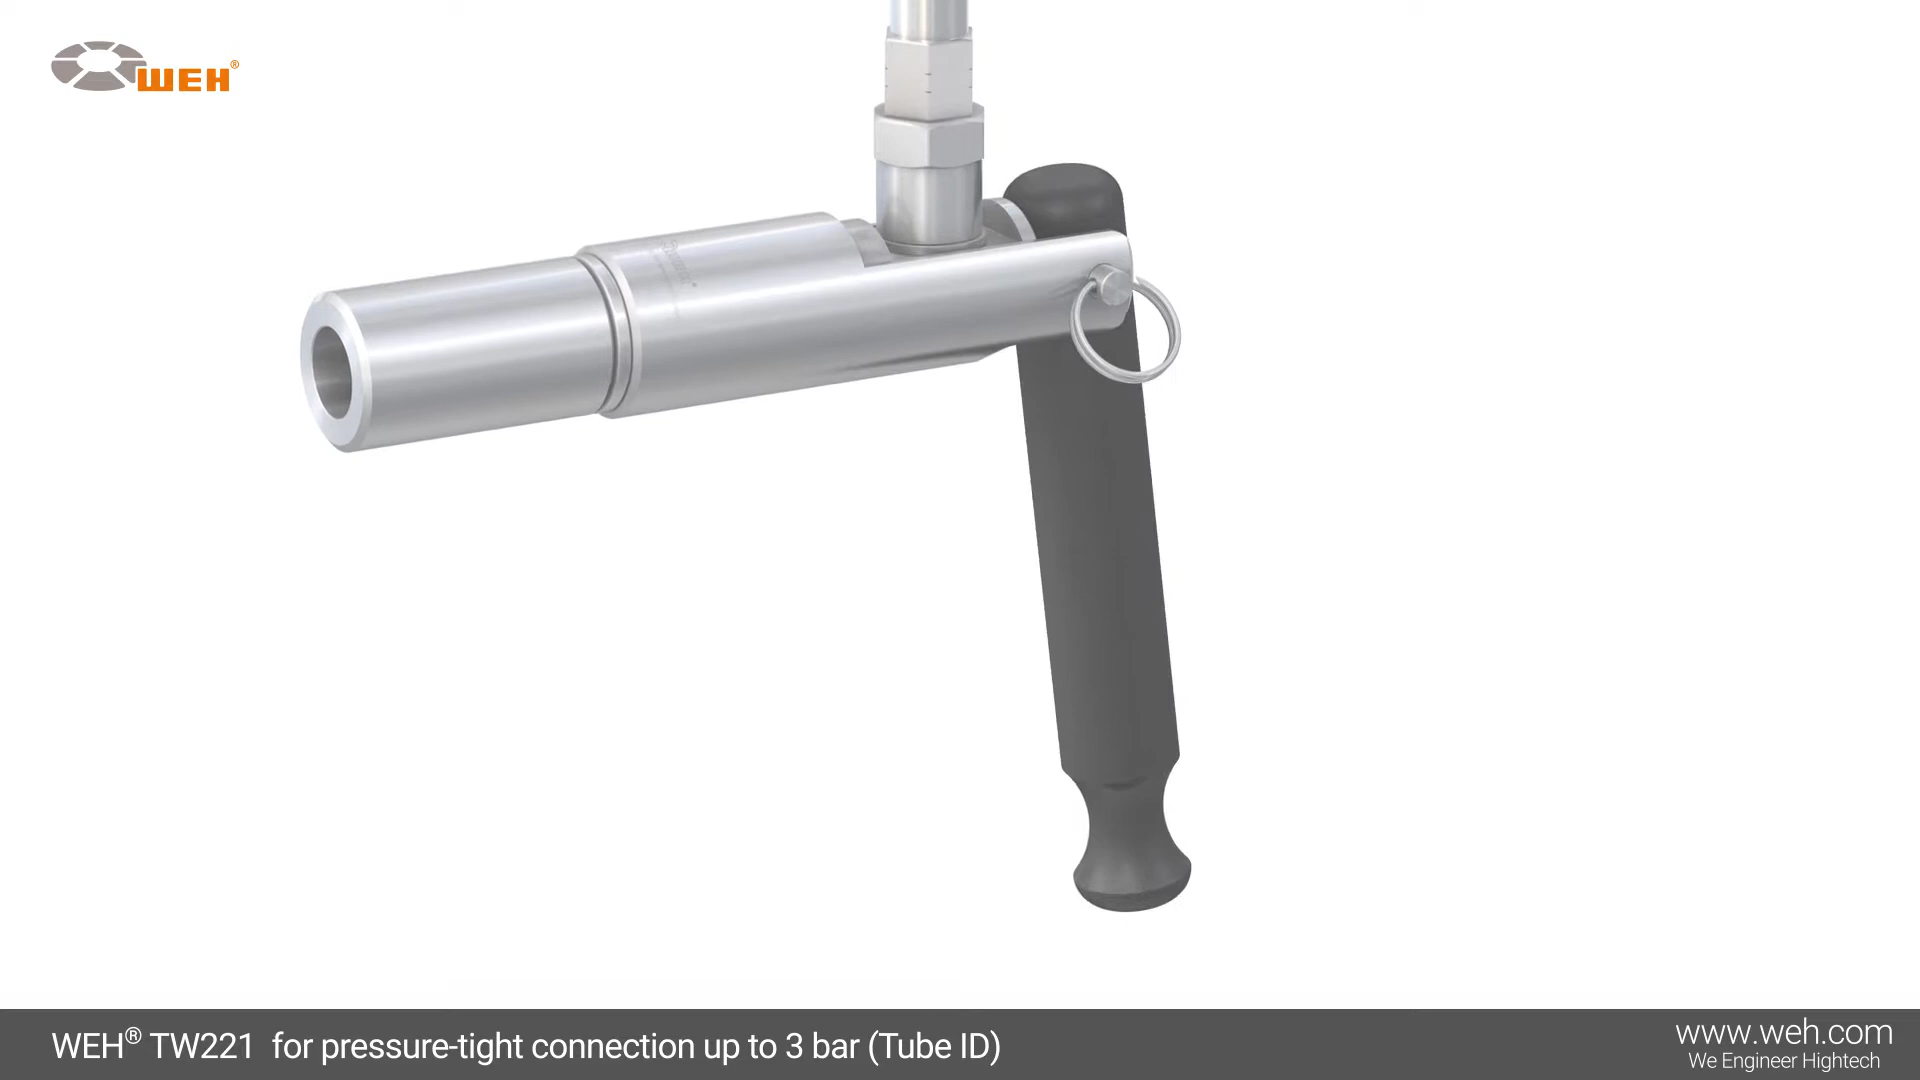 WEH®
WEH® TW221 for pressure-tight connection up to 3 bar (Tube ID)
www.weh.com
We Engineer Hightech